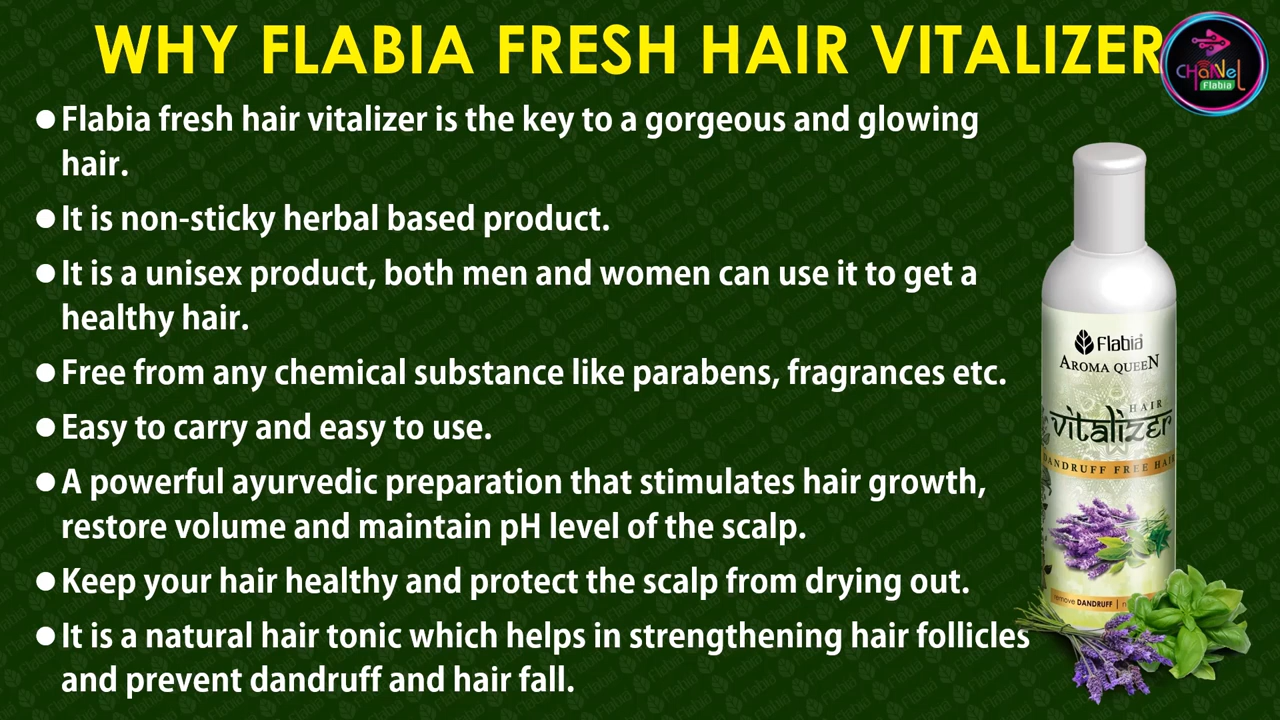 WHY FLABIA FRESH HAIR VITALIZER
CHaNNel
Flabia
● Flabia fresh hair vitalizer is the key to a gorgeous and glowing
hair.
● It is non-sticky herbal based product.
● It is a unisex product, both men and women can use it to get a
healthy hair.
● Free from any chemical substance like parabens, fragrances etc.
● Easy to carry and easy to use.
● A powerful ayurvedic preparation that stimulates hair growth,
restore volume and maintain pH level of the scalp.
● Keep your hair healthy and protect the scalp from drying out.
● It is a natural hair tonic which helps in strengthening hair follicles
and prevent dandruff and hair fall.
Flabia
AROMA QUEEN
HAIR
vitalizer
DANDRUFF FREE HAIR
remove DANDRUFF |